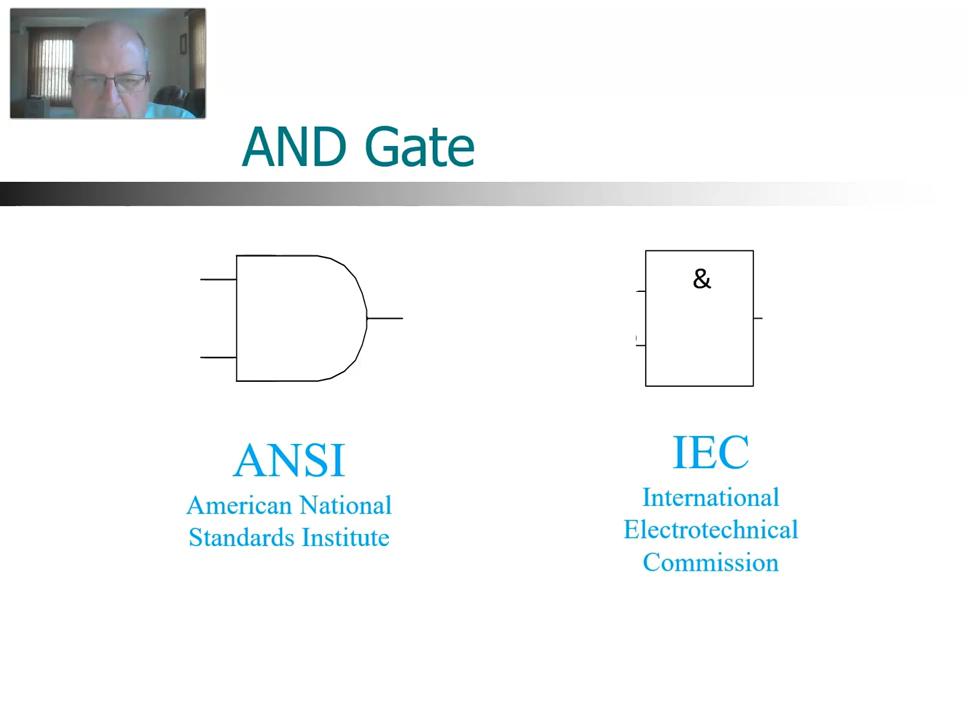 AND Gate
&
ANSI
American National
Standards Institute
IEC
International
Electrotechnical
Commission